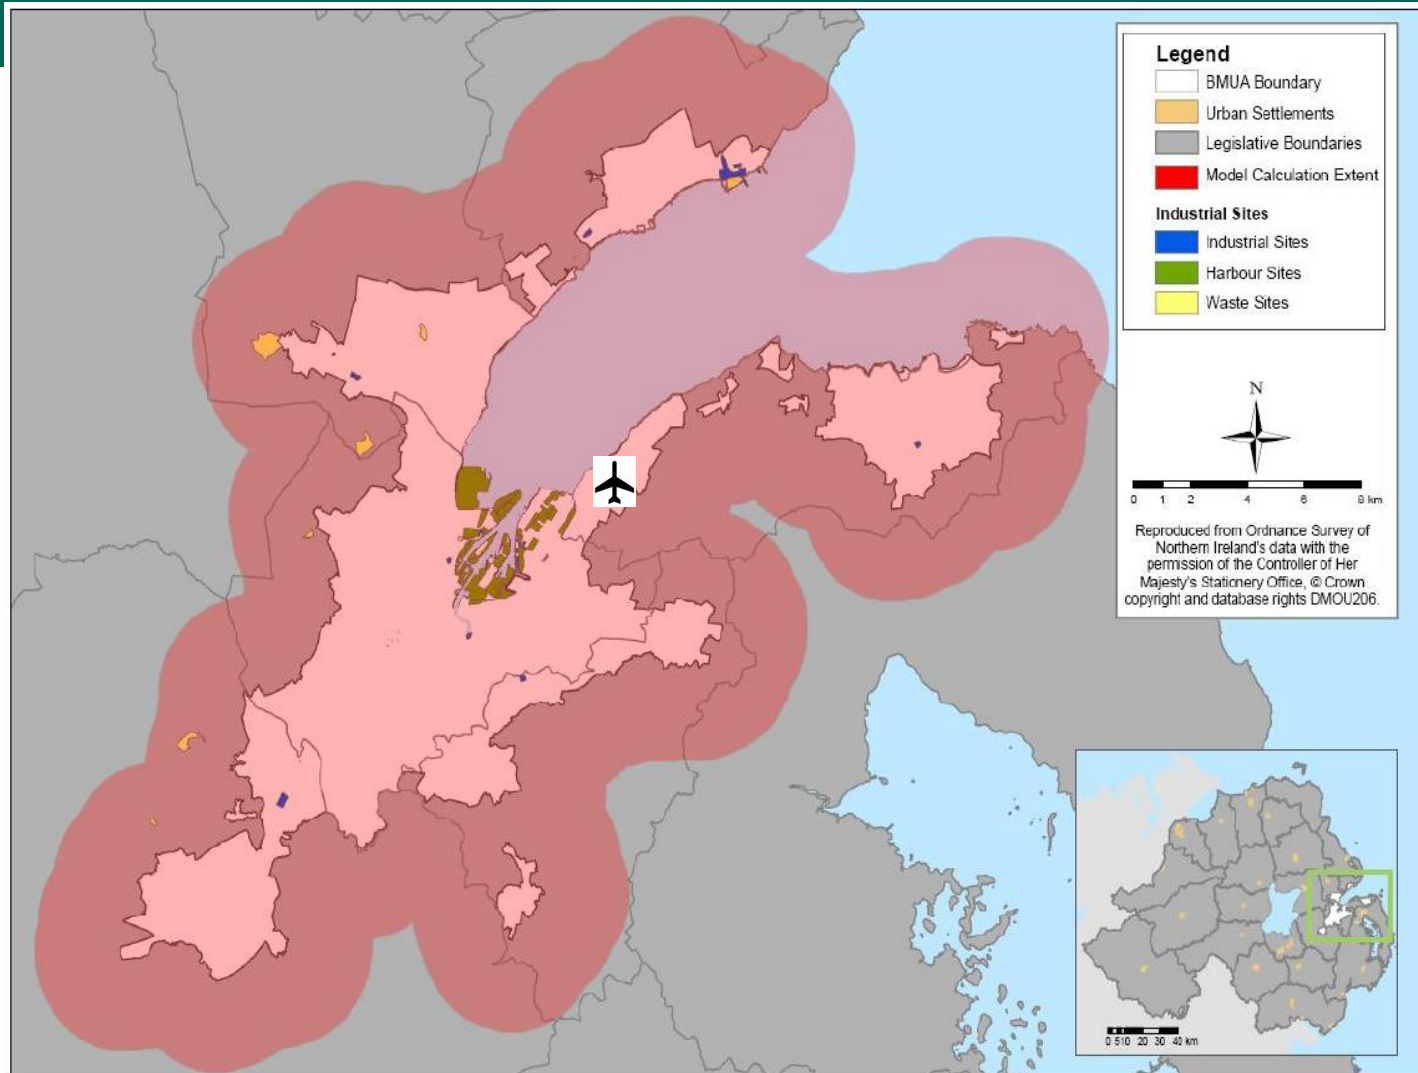 Legend
BMUA Boundary
Urban Settlements
Legislative Boundaries
Model Calculation Extent
Industrial Sites
Industrial Sites
Harbour Sites
Waste Sites
N
0 1 2 4 6 8 km
Reproduced from Ordnance Survey of
Northern Ireland's data with the
permission of the Controller of Her
Majesty's Stationery Office, © Crown
copyright and database rights DMOU206.
0 5 10 20 30 40 km